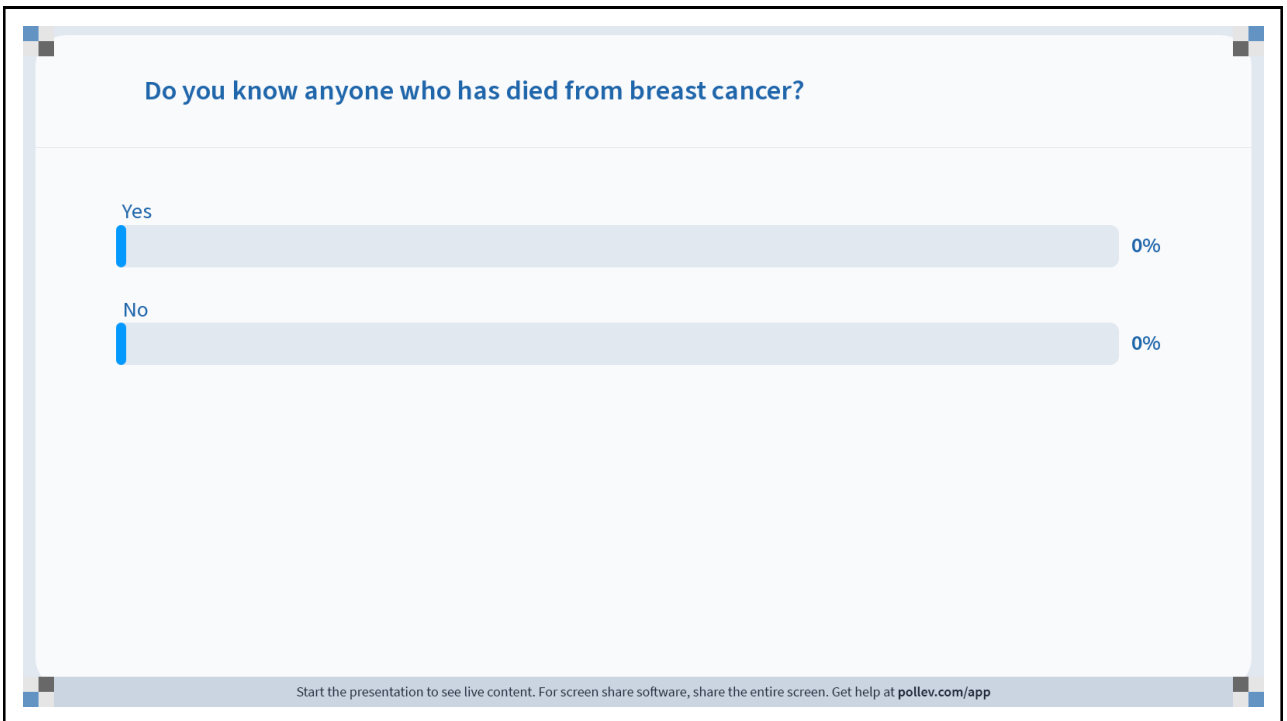 Do you know anyone who has died from breast cancer?
Yes
0%
No
0%
Start the presentation to see live content. For screen share software, share the entire screen. Get help at pollev.com/app